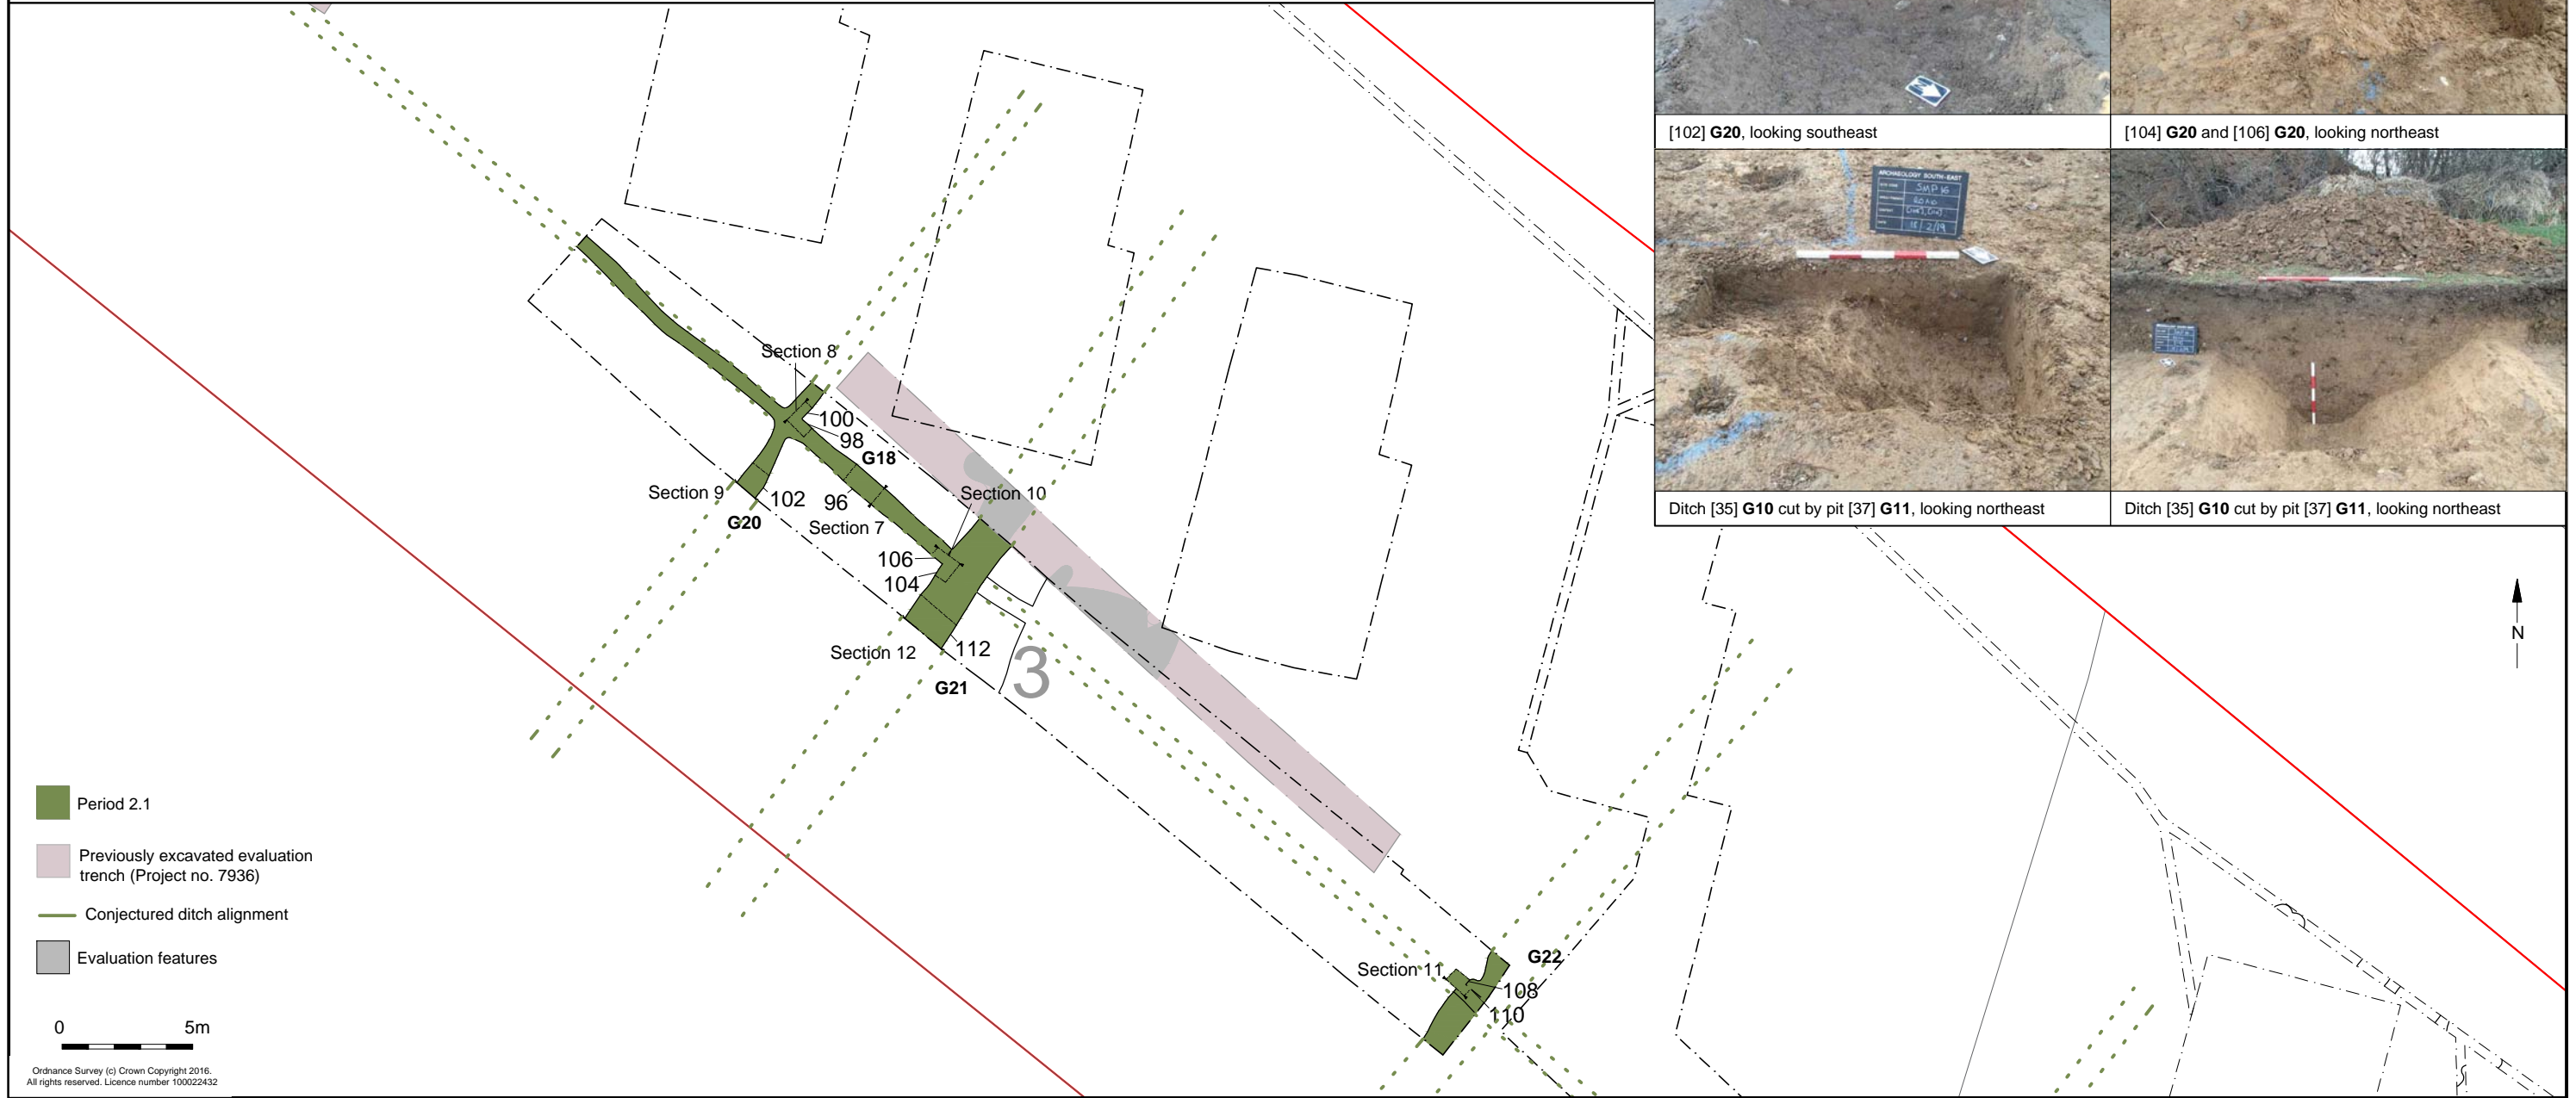 [102] G20, looking southeast
[104] G20 and [106] G20, looking northeast
ARCHAEOLOGY SOUTH-EAST
SMP 16
Ditch [35] G10 cut by pit [37] G11, looking northeast
Ditch [35] G10 cut by pit [37] G11, looking northeast
Section 8
100
98
G18
Section 9
102
96
Section 10
G20
Section 7
106
104
Section 12
112
3
G21
Section 11
G22
108
110
N
Period 2.1
Previously excavated evaluation
trench (Project no. 7936)
Conjectured ditch alignment
Evaluation features
0
5m
Ordnance Survey (c) Crown Copyright 2016.
All rights reserved. Licence number 100022432